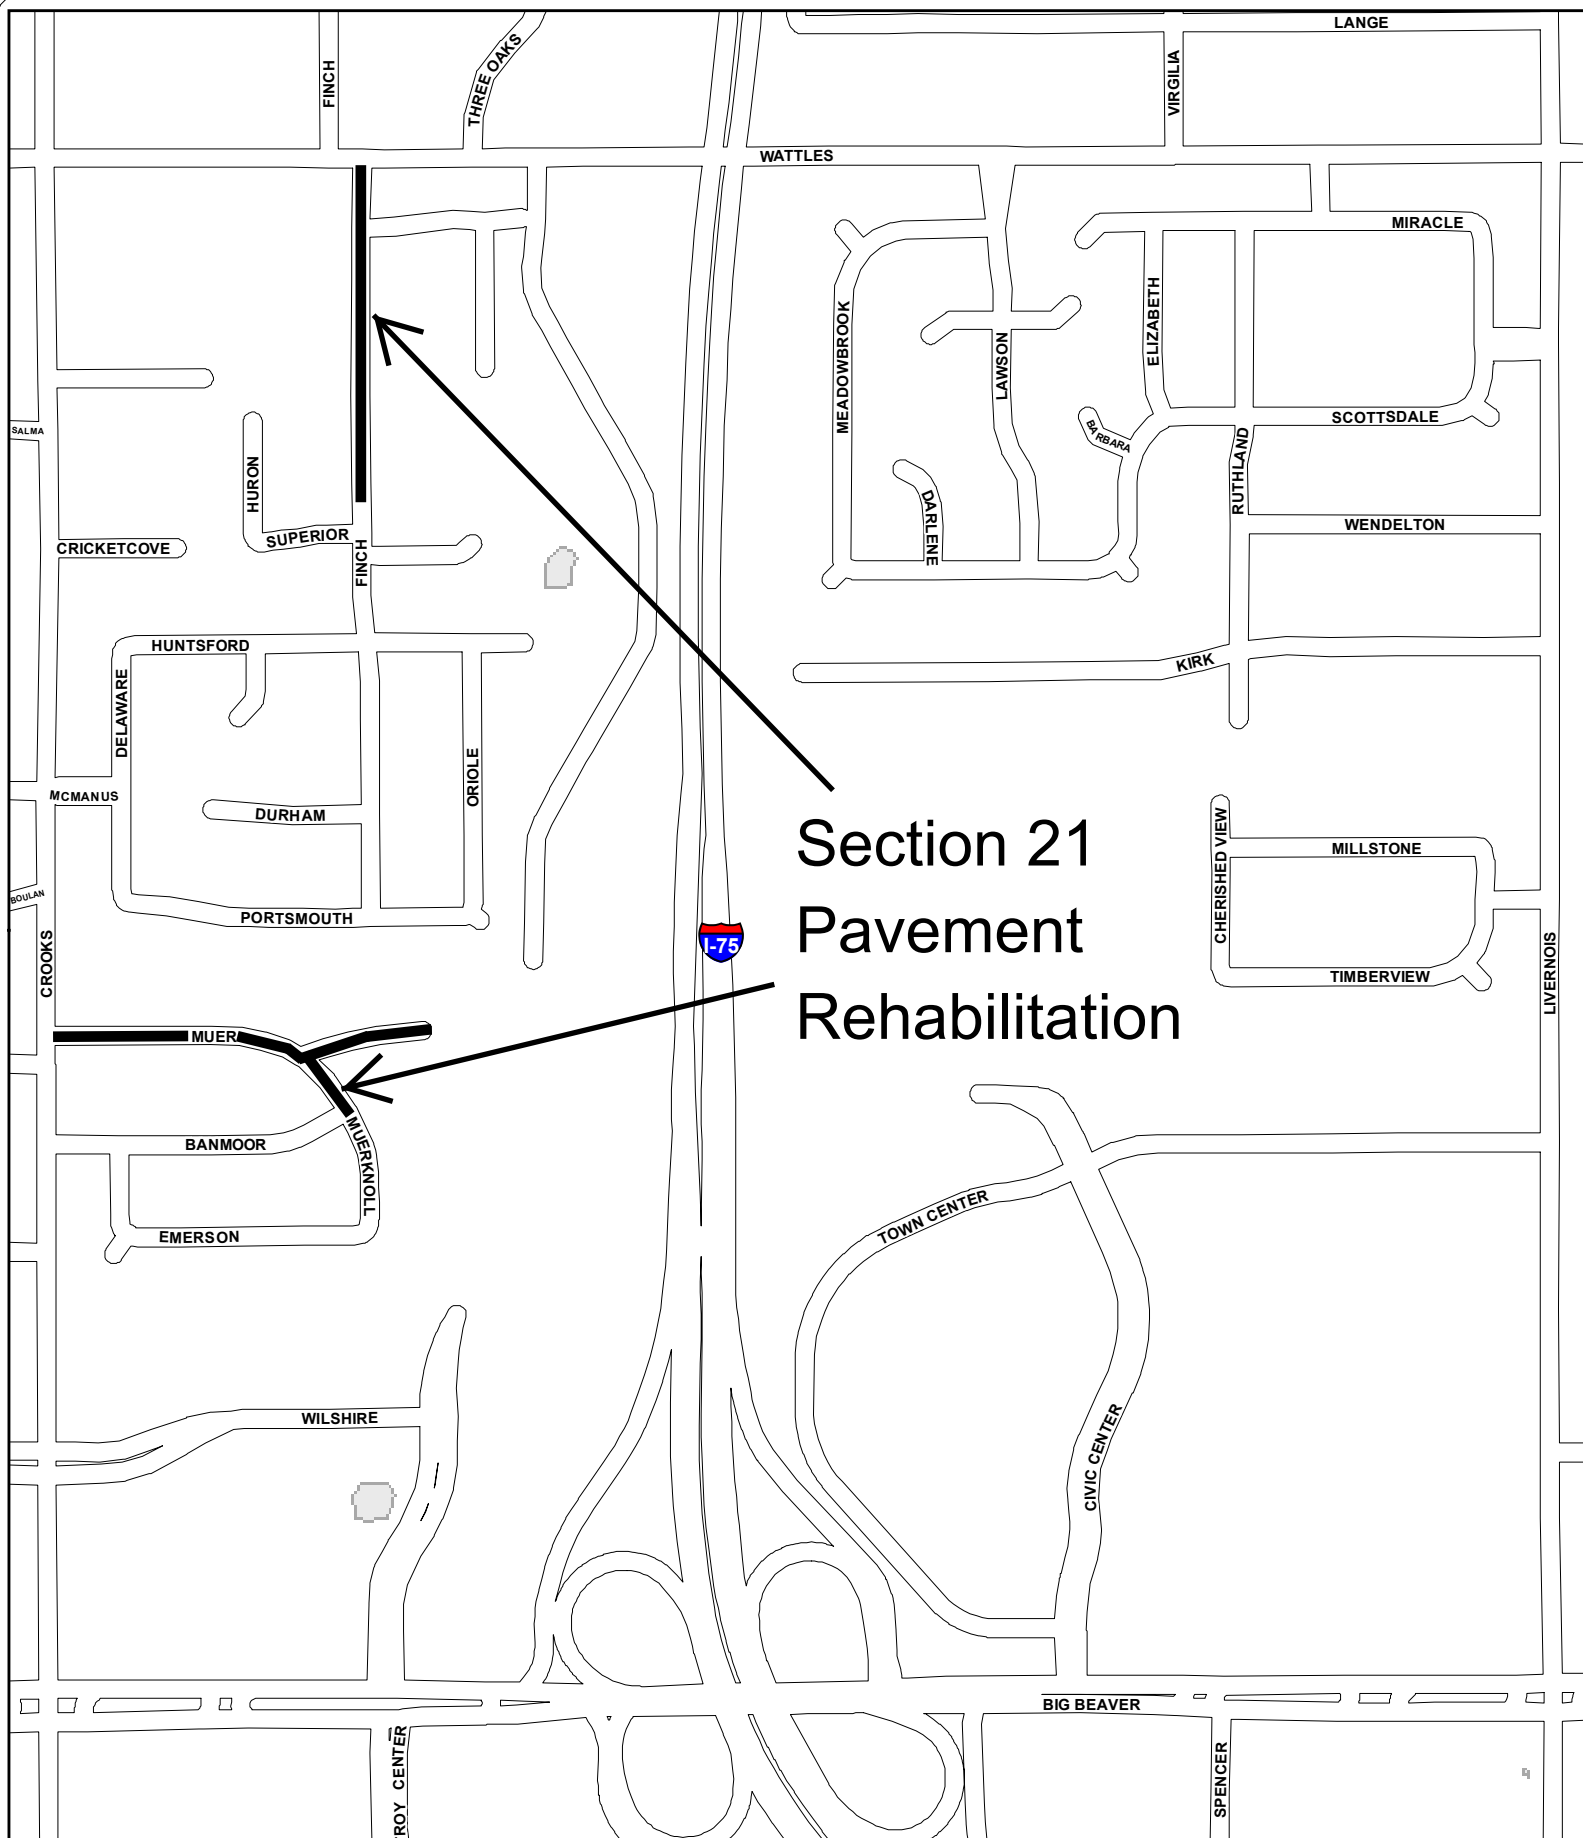 LANGE
FINCH
THREE OAKS
VIRGILIA
WATTLES
MIRACLE
MEADOWBROOK
ELIZABETH
LAWSON
SCOTTSDALE
BARBARA
SALMA
RUTHLAND
HURON
DARLENE
WENDELTON
SUPERIOR
CRICKETCOVE
FINCH
HUNTSFORD
KIRK
DELAWARE
ORIOLE
MCMANUS
DURHAM
Section 21
Pavement
Rehabilitation
CHERISHED VIEW
MILLSTONE
BOULAN
PORTSMOUTH
I-75
CROOKS
TIMBERVIEW
LIVERNOIS
MUER
BANMOOR
MUERKNOLL
EMERSON
TOWN CENTER
WILSHIRE
CIVIC CENTER
BIG BEAVER
ROY CENTER
SPENCER